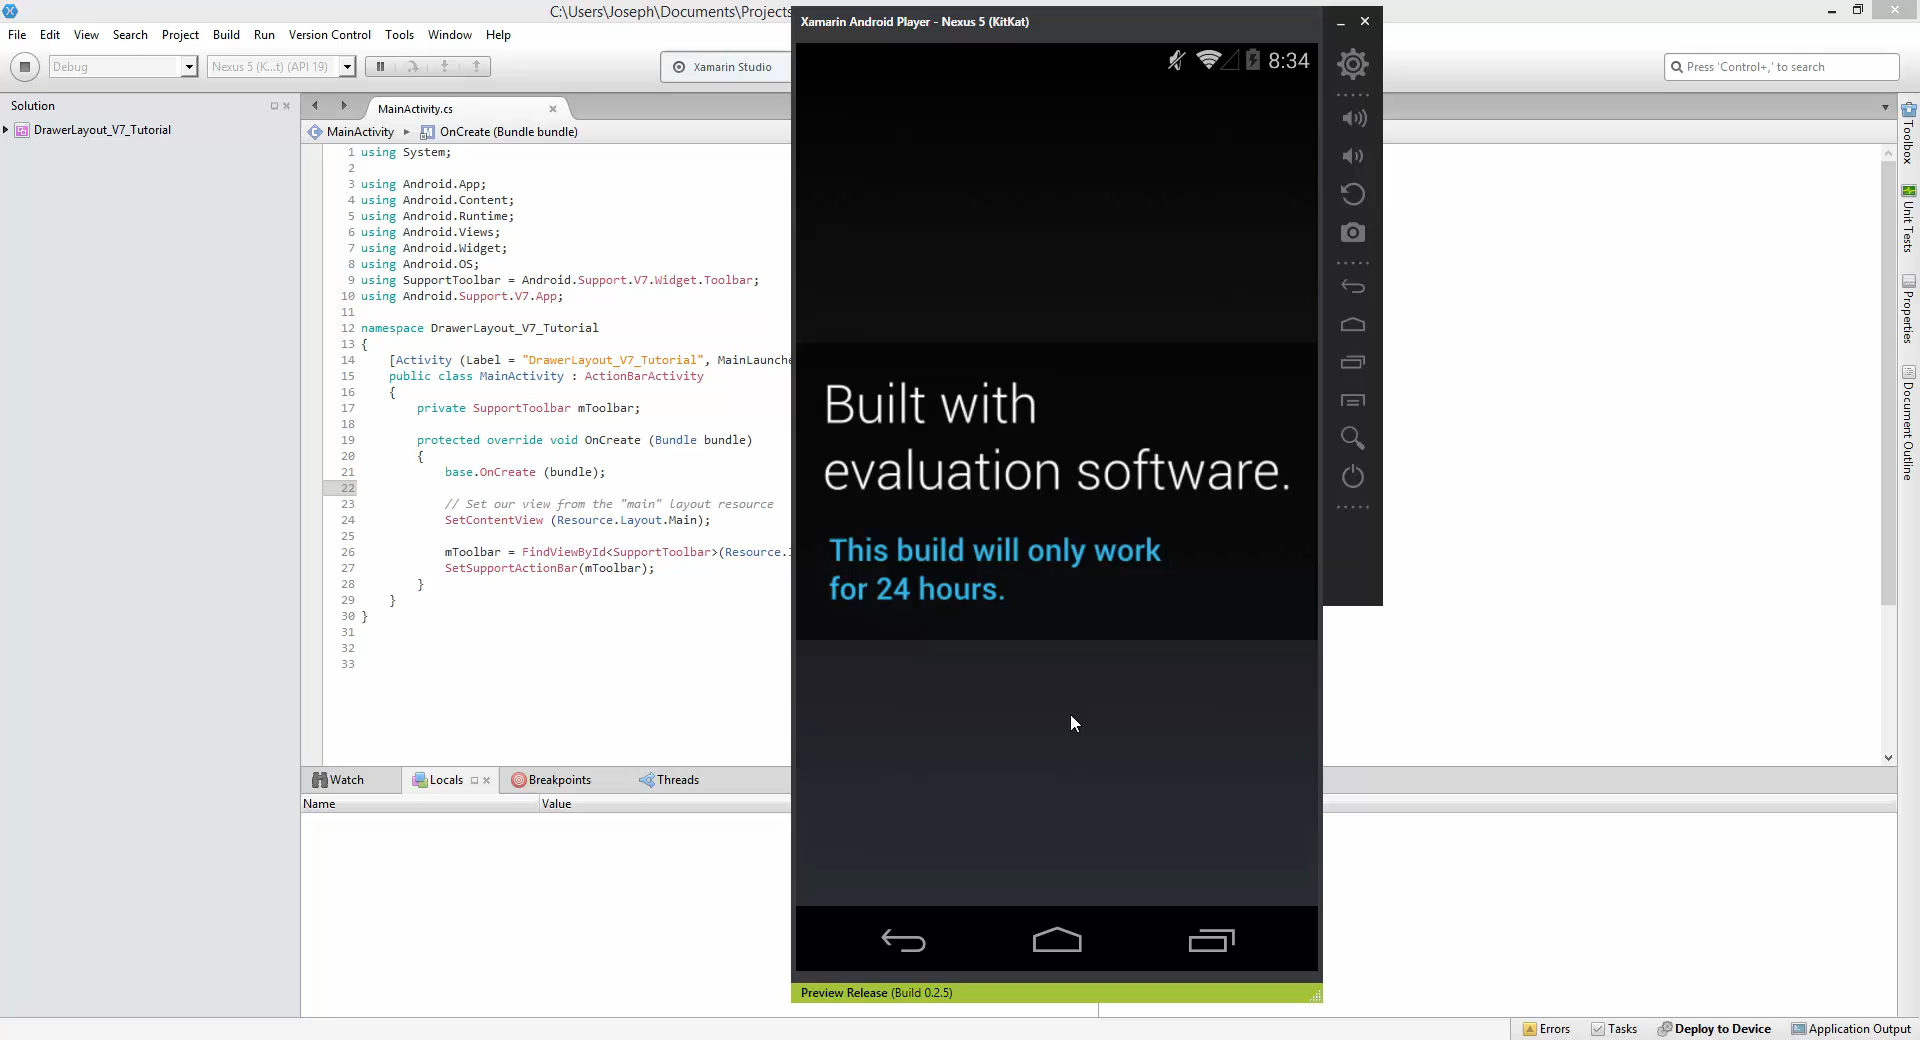 C:\Users\Joseph\Documents\Projects
File Edit View Search Project Build Run Version Control Tools Window Help
Debug
Nexus 5 (K...t) (API 19)
Xamarin Studio
Press 'Control+,' to search
Solution
DrawerLayout_V7_Tutorial
MainActivity.cs
MainActivity
OnCreate (Bundle bundle)
1 using System;
2
3 using Android.App;
4 using Android.Content;
5 using Android.Runtime;
6 using Android.Views;
7 using Android.Widget;
8 using Android.OS;
9 using SupportToolbar = Android.Support.V7.Widget.Toolbar;
10 using Android.Support.V7.App;
11
12 namespace DrawerLayout_V7_Tutorial
13 {
14 [Activity (Label = "DrawerLayout_V7_Tutorial", MainLaunche
15 public class MainActivity : ActionBarActivity
16 {
17 private SupportToolbar mToolbar;
18
19 protected override void OnCreate (Bundle bundle)
20 {
21 base.OnCreate (bundle);
22
23 // Set our view from the "main" layout resource
24 SetContentView (Resource.Layout.Main);
25
26 mToolbar = FindViewById<SupportToolbar>(Resource.I
27 SetSupportActionBar(mToolbar);
28 }
29 }
30 }
31
32
33
Watch
Locals
Breakpoints
Threads
Name
Value
Xamarin Android Player - Nexus 5 (KitKat)
8:34
Built with
evaluation software.
This build will only work
for 24 hours.
Preview Release (Build 0.2.5)
Toolbox
Unit Tests
Properties
Document Outline
Errors
Tasks
Deploy to Device
Application Output